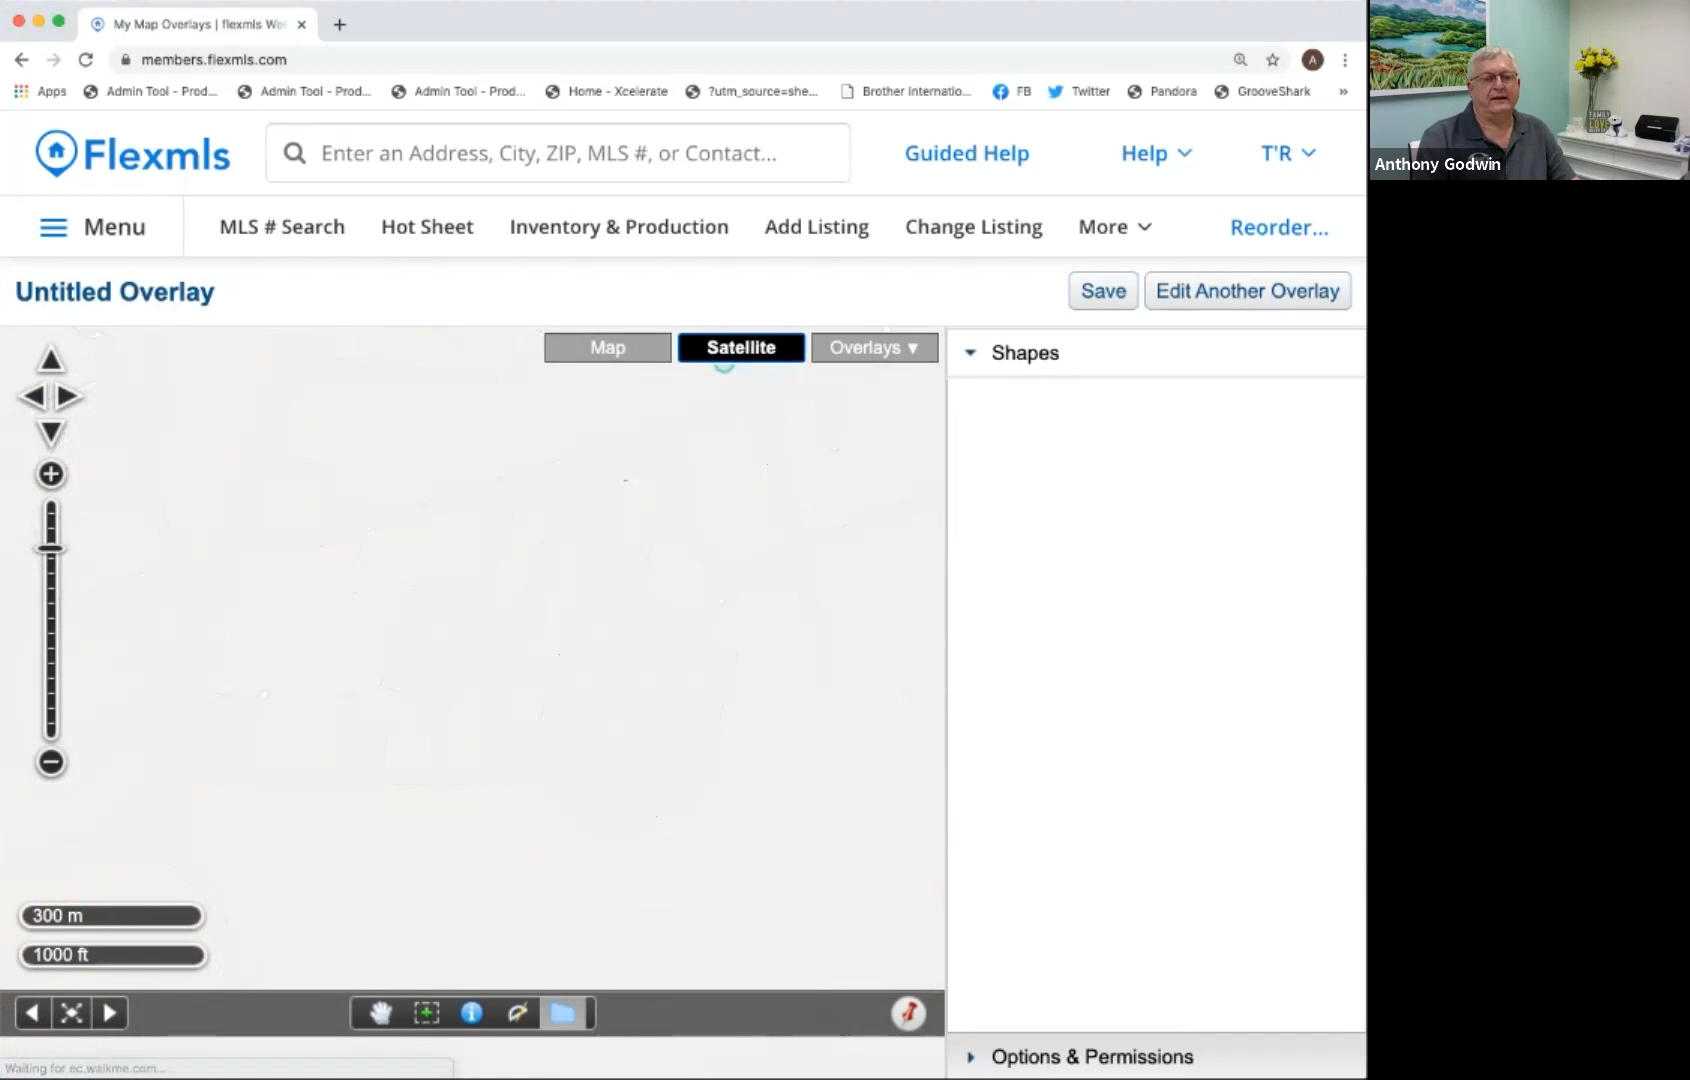 My Map Overlays | flexmls We
members.flexmls.com
A
Apps
Admin Tool - Prod...
Admin Tool - Prod...
Admin Tool - Prod...
Home - Xcelerate
?utm_source=she...
Brother Internatio...
FB
Twitter
Pandora
GrooveShark
»
Flexmls
Enter an Address, City, ZIP, MLS #, or Contact...
Guided Help
Help
T'R
Menu
MLS # Search
Hot Sheet
Inventory & Production
Add Listing
Change Listing
More
Reorder...
Untitled Overlay
Save
Edit Another Overlay
Map
Satellite
Overlays ▾
Shapes
300 m
1000 ft
Options & Permissions
Waiting for ec.walkme.com...
FAMILY
LOVE
Anthony Godwin